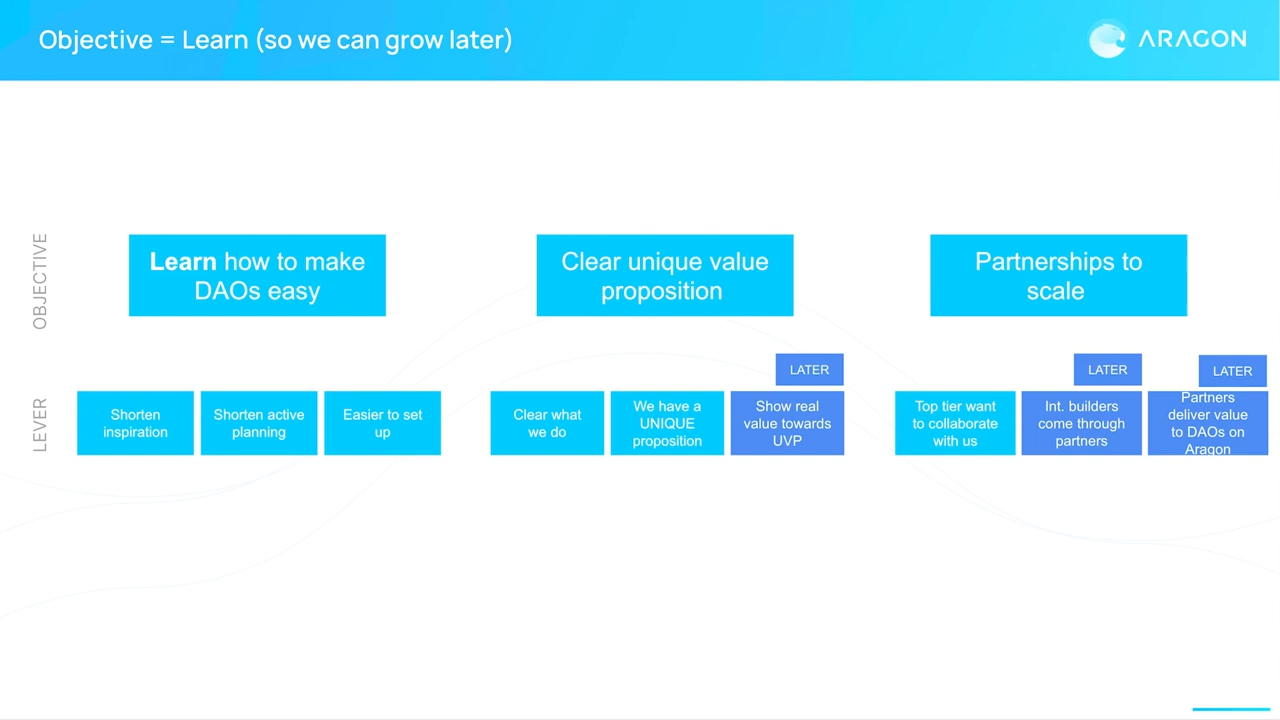 Objective = Learn (so we can grow later)
ARAGON
OBJECTIVE
Learn how to make
DAOs easy
Clear unique value
proposition
Partnerships to
scale
LEVER
Shorten
inspiration
Shorten active
planning
Easier to set
up
Clear what
we do
We have a
UNIQUE
proposition
LATER
Show real
value towards
UVP
Top tier want
to collaborate
with us
LATER
Int. builders
come through
partners
LATER
Partners
deliver value
to DAOs on
Aragon